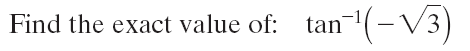 Find the exact value of: tan⁻¹(−√3)